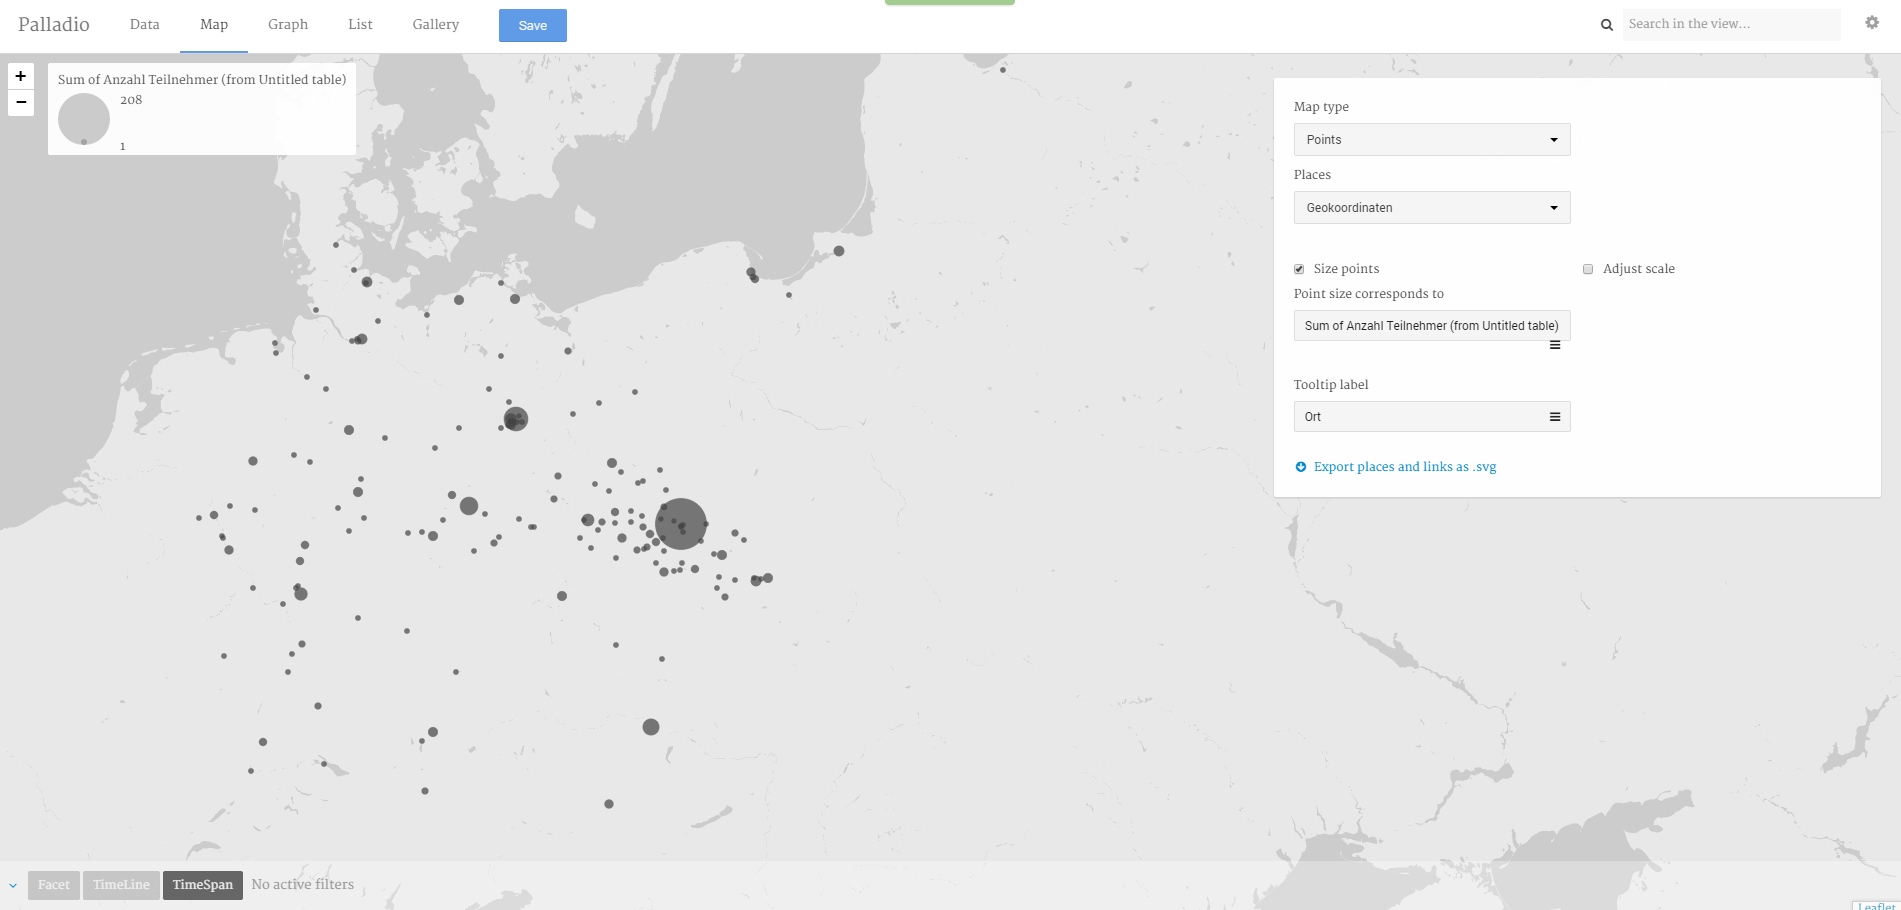 Palladio
Data
Map
Graph
List
Gallery
Save
Search in the view...
+
−
Sum of Anzahl Teilnehmer (from Untitled table)
208
1
Map type
Points
Places
Geokoordinaten
Size points
Adjust scale
Point size corresponds to
Sum of Anzahl Teilnehmer (from Untitled table)
Tooltip label
Ort
Export places and links as .svg
Facet
TimeLine
TimeSpan
No active filters
Leaflet